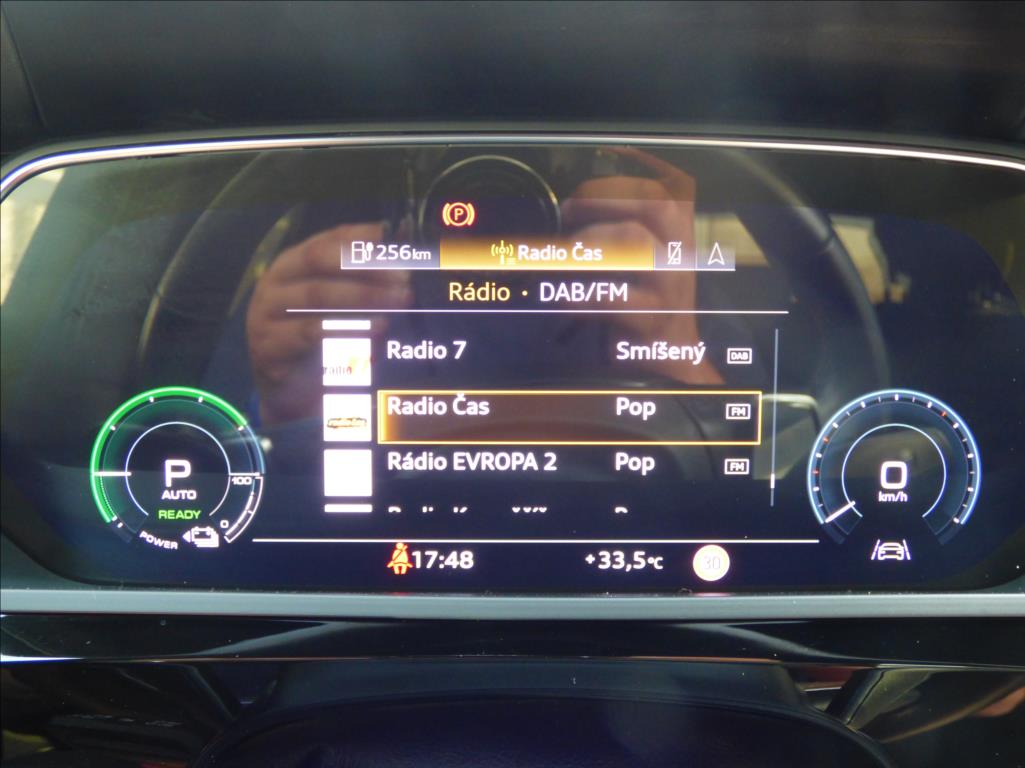 P
256km Radio Čas
Rádio · DAB/FM
Radio 7 Smíšený DAB
Radio Čas Pop FM
Rádio EVROPA 2 Pop FM
P
AUTO
READY
POWER
100
0
0
km/h
17:48 +33,5°C 30